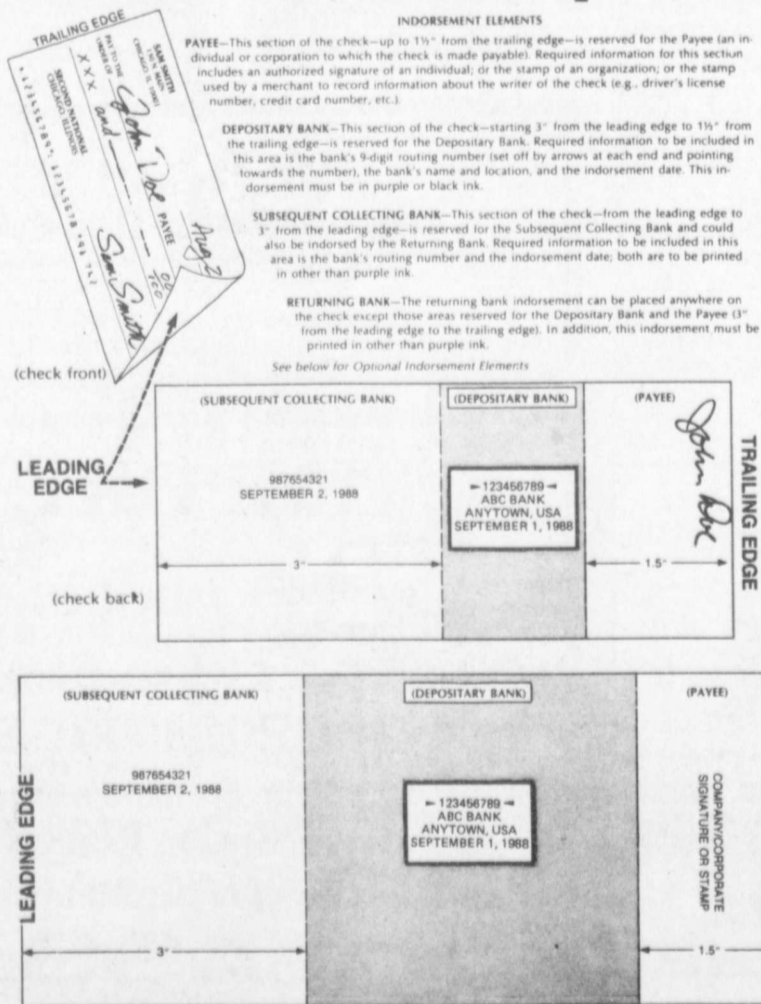 INDORSEMENT ELEMENTS
PAYEE—This section of the check—up to 1½" from the trailing edge—is reserved for the Payee (an in-
dividual or corporation to which the check is made payable). Required information for this section
includes an authorized signature of an individual; or the stamp of an organization; or the stamp
used by a merchant to record information about the writer of the check (e.g., driver's license
number, credit card number, etc.)
DEPOSITARY BANK—This section of the check—starting 3" from the leading edge to 1½" from
the trailing edge—is reserved for the Depositary Bank. Required information to be included in
this area is the bank's 9-digit routing number (set off by arrows at each end and pointing
towards the number), the bank's name and location, and the indorsement date. This in-
dorsement must be in purple or black ink.
SUBSEQUENT COLLECTING BANK—This section of the check—from the leading edge to
3" from the leading edge—is reserved for the Subsequent Collecting Bank and could
also be indorsed by the Returning Bank. Required information to be included in this
area is the bank's routing number and the indorsement date; both are to be printed
in other than purple ink.
RETURNING BANK—The returning bank indorsement can be placed anywhere on
the check except those areas reserved for the Depositary Bank and the Payee (3"
from the leading edge to the trailing edge). In addition, this indorsement must be
printed in other than purple ink.
See below for Optional Indorsement Elements
TRAILING EDGE
SAM SMITH
CHICAGO, IL
Aug 2
PAY TO THE
ORDER OF John Doe PAYEE
XXX and
SECOND NATIONAL
CHICAGO, ILLINOIS
Sam Smith
(check front)
LEADING
EDGE
(check back)
(SUBSEQUENT COLLECTING BANK)
(DEPOSITARY BANK)
(PAYEE)
987654321
SEPTEMBER 2, 1988
123456789
ABC BANK
ANYTOWN, USA
SEPTEMBER 1, 1988
John Doe
3"
1.5"
TRAILING EDGE
(SUBSEQUENT COLLECTING BANK)
(DEPOSITARY BANK)
(PAYEE)
LEADING EDGE
987654321
SEPTEMBER 2, 1988
123456789
ABC BANK
ANYTOWN, USA
SEPTEMBER 1, 1988
COMPANY/CORPORATE
SIGNATURE OR STAMP
3"
1.5"